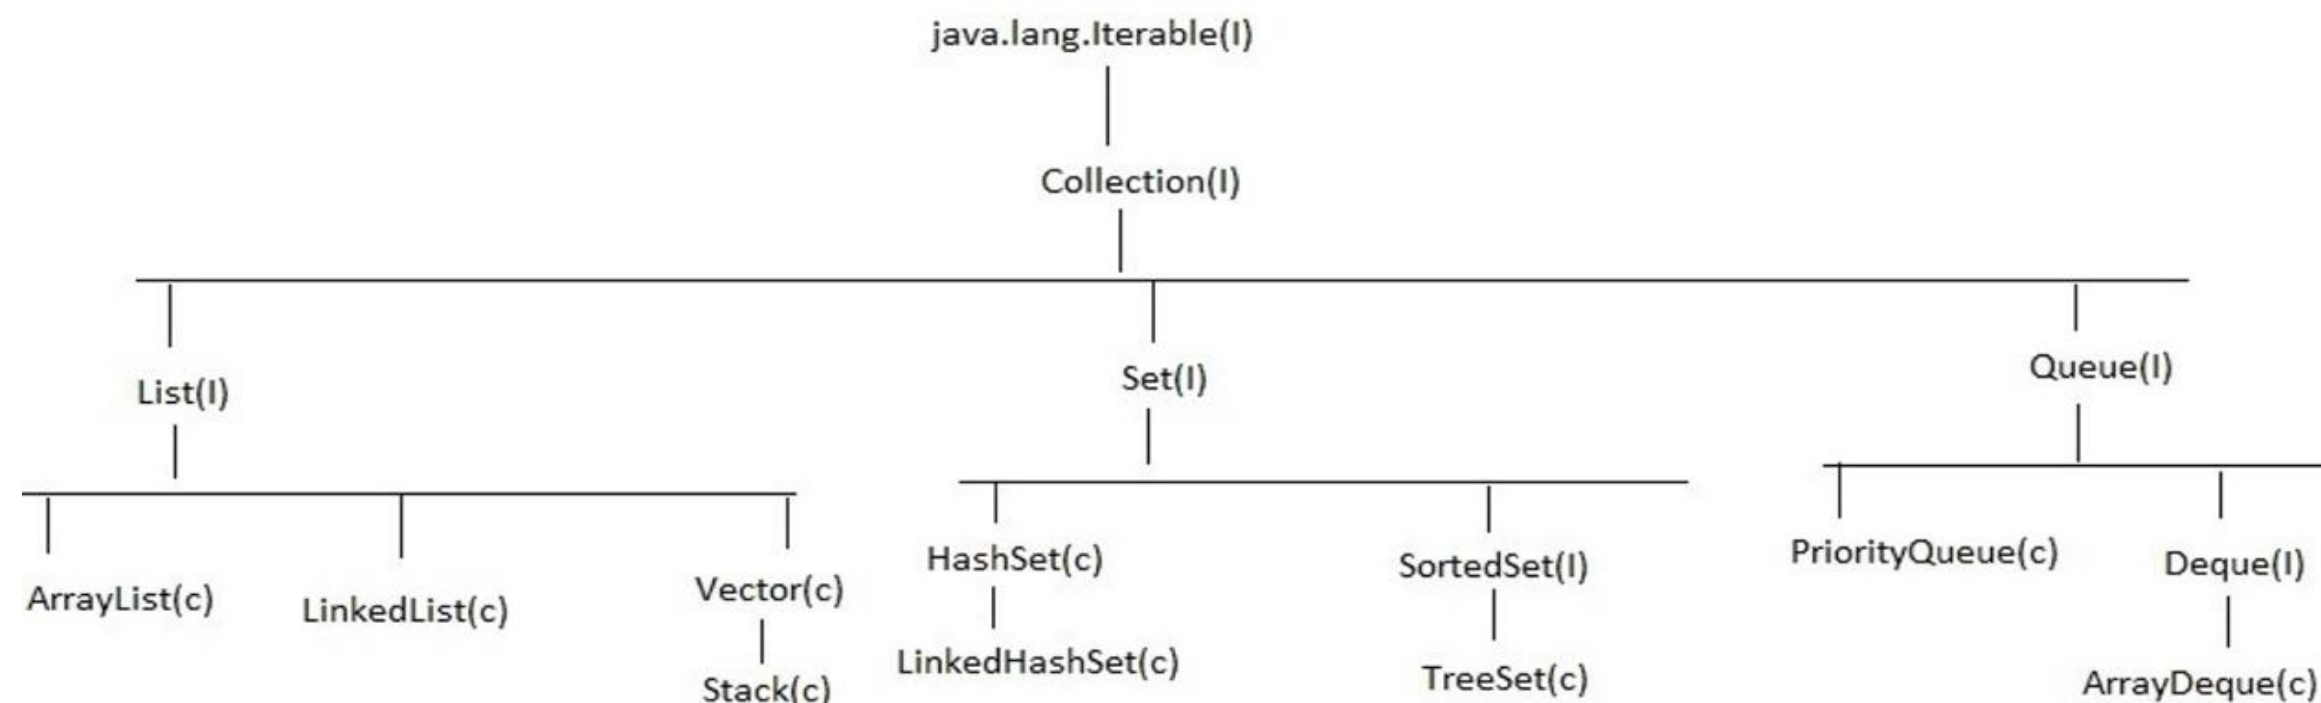 java.lang.Iterable(I)
Collection(I)
List(I)
Set(I)
Queue(I)
ArrayList(c)
LinkedList(c)
Vector(c)
Stack(c)
HashSet(c)
LinkedHashSet(c)
SortedSet(I)
TreeSet(c)
PriorityQueue(c)
Deque(I)
ArrayDeque(c)